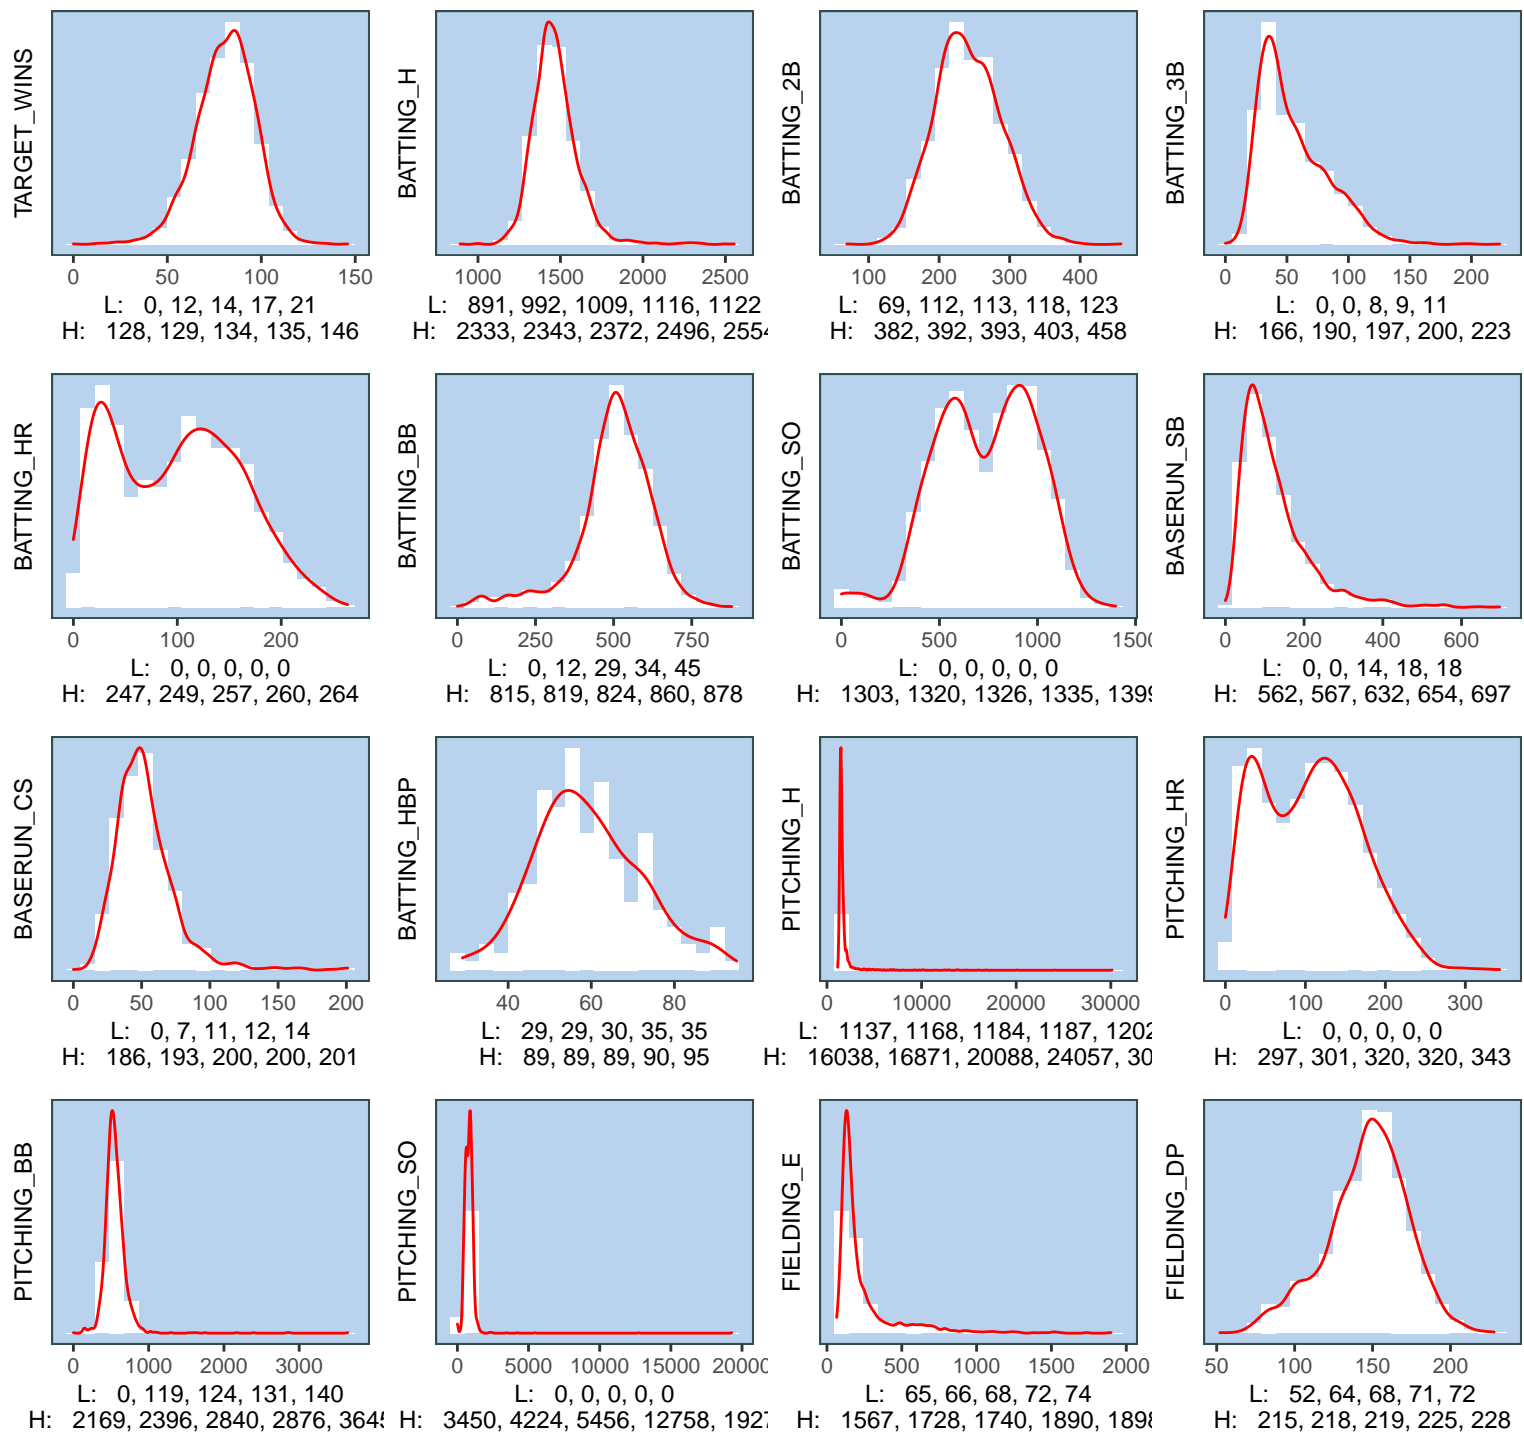 TARGET_WINS
0 50 100 150
L: 0, 12, 14, 17, 21
H: 128, 129, 134, 135, 146
BATTING_H
1000 1500 2000 2500
L: 891, 992, 1009, 1116, 1122
H: 2333, 2343, 2372, 2496, 2554
BATTING_2B
100 200 300 400
L: 69, 112, 113, 118, 123
H: 382, 392, 393, 403, 458
BATTING_3B
0 50 100 150 200
L: 0, 0, 8, 9, 11
H: 166, 190, 197, 200, 223
BATTING_HR
0 100 200
L: 0, 0, 0, 0, 0
H: 247, 249, 257, 260, 264
BATTING_BB
0 250 500 750
L: 0, 12, 29, 34, 45
H: 815, 819, 824, 860, 878
BATTING_SO
0 500 1000 1500
L: 0, 0, 0, 0, 0
H: 1303, 1320, 1326, 1335, 1399
BASERUN_SB
0 200 400 600
L: 0, 0, 14, 18, 18
H: 562, 567, 632, 654, 697
BASERUN_CS
0 50 100 150 200
L: 0, 7, 11, 12, 14
H: 186, 193, 200, 200, 201
BATTING_HBP
40 60 80
L: 29, 29, 30, 35, 35
H: 89, 89, 89, 90, 95
PITCHING_H
0 10000 20000 30000
L: 1137, 1168, 1184, 1187, 1202
H: 16038, 16871, 20088, 24057, 30
PITCHING_HR
0 100 200 300
L: 0, 0, 0, 0, 0
H: 297, 301, 320, 320, 343
PITCHING_BB
0 1000 2000 3000
L: 0, 119, 124, 131, 140
H: 2169, 2396, 2840, 2876, 3645
PITCHING_SO
0 5000 10000 15000 20000
L: 0, 0, 0, 0, 0
H: 3450, 4224, 5456, 12758, 1927
FIELDING_E
0 500 1000 1500 2000
L: 65, 66, 68, 72, 74
H: 1567, 1728, 1740, 1890, 1898
FIELDING_DP
50 100 150 200
L: 52, 64, 68, 71, 72
H: 215, 218, 219, 225, 228